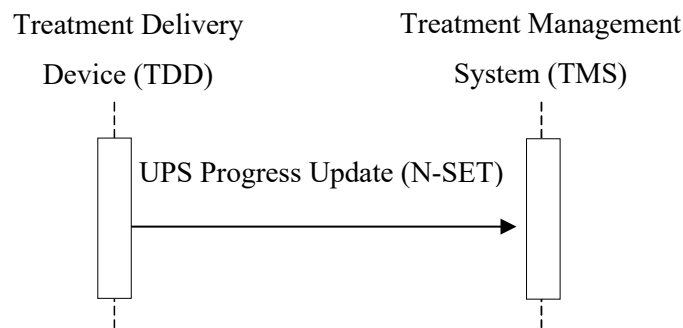 Treatment Delivery
Device (TDD)
Treatment Management
System (TMS)
UPS Progress Update (N-SET)